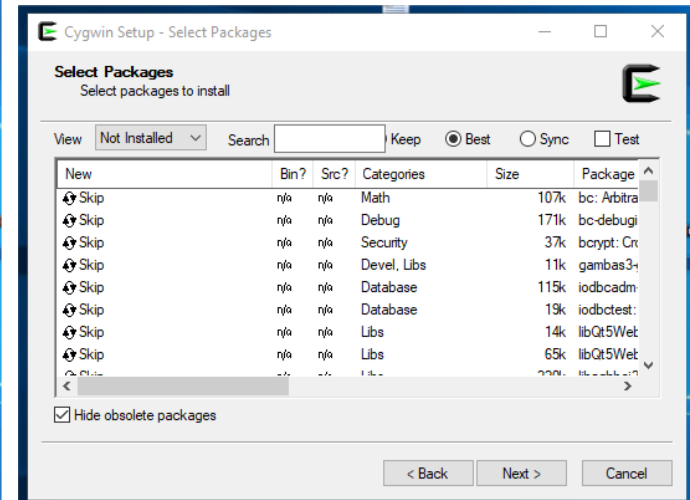 Cygwin Setup - Select Packages
Select Packages
Select packages to install
View Not Installed Search Keep Best Sync Test
New Bin? Src? Categories Size Package
Skip n/a n/a Math 107k bc: Arbitra
Skip n/a n/a Debug 171k bc-debugi
Skip n/a n/a Security 37k bcrypt: Cro
Skip n/a n/a Devel, Libs 11k gambas3-
Skip n/a n/a Database 115k iodbcadm-
Skip n/a n/a Database 19k iodbctest:
Skip n/a n/a Libs 14k libQt5Web
Skip n/a n/a Libs 65k libQt5Web
Hide obsolete packages
< Back Next > Cancel